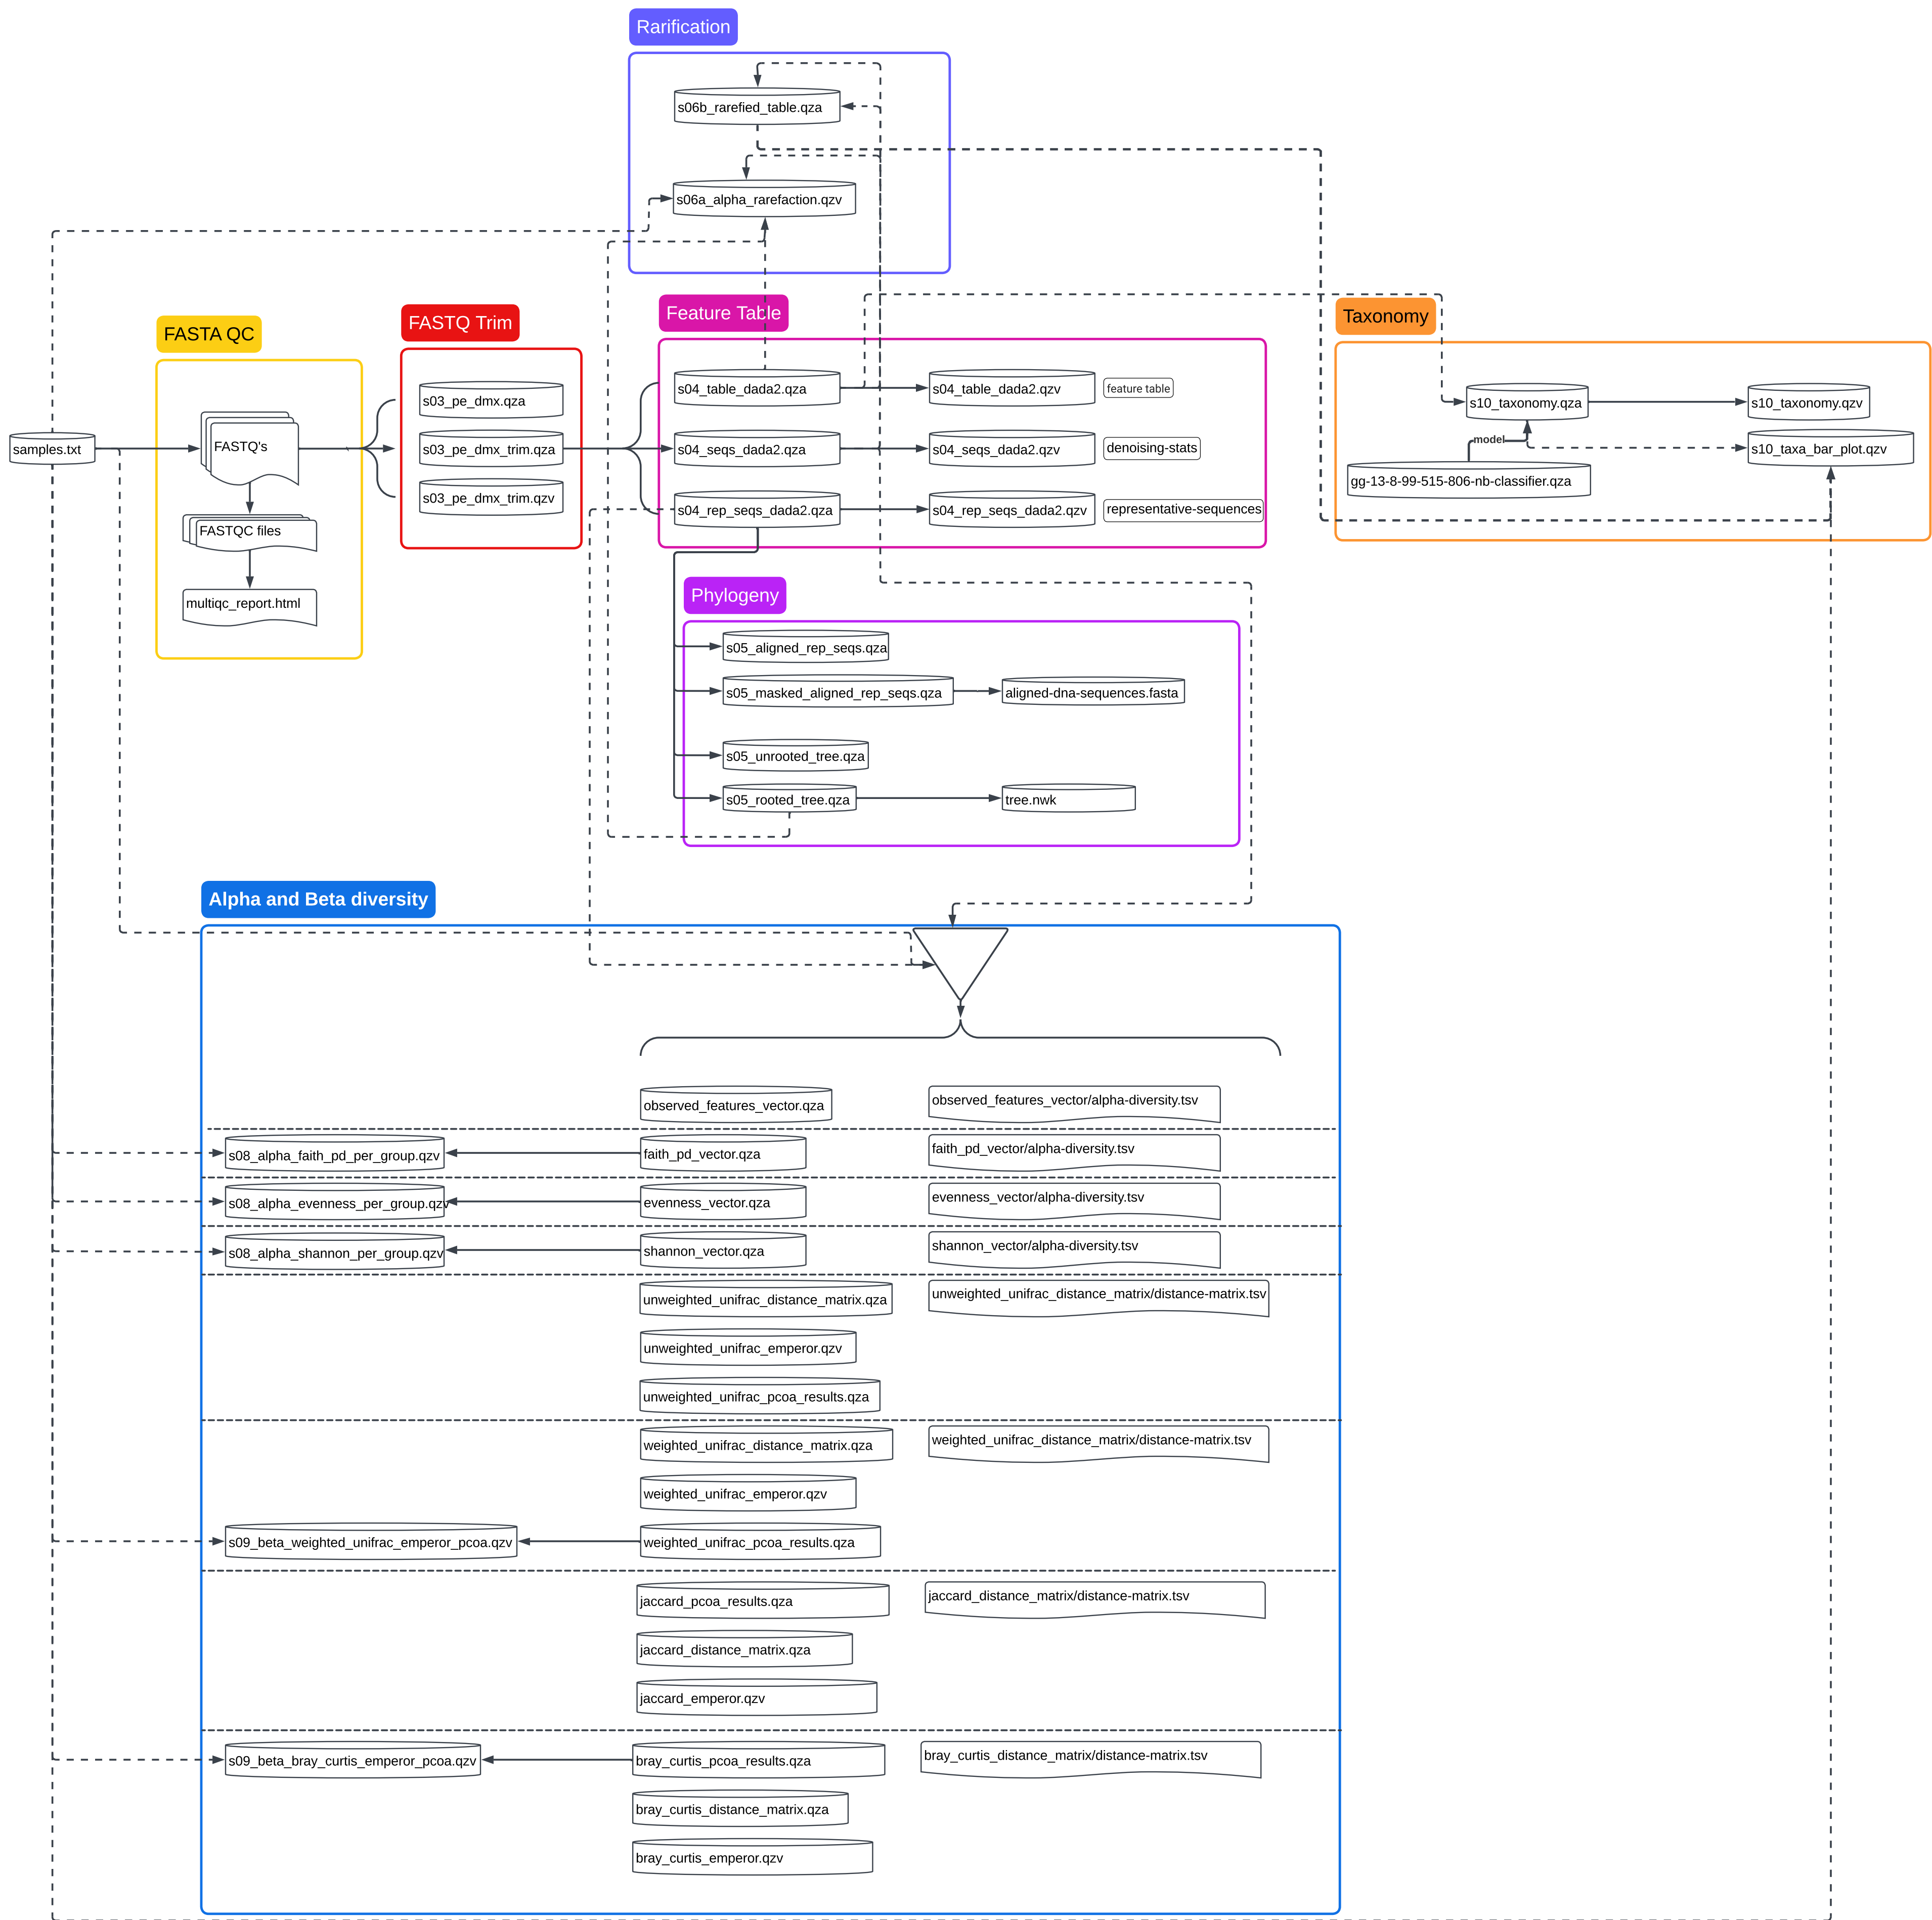 Rarification
s06b_rarefied_table.qza
s06a_alpha_rarefaction.qzv
FASTA QC
samples.txt
FASTQ's
FASTQC files
multiqc_report.html
FASTQ Trim
s03_pe_dmx.qza
s03_pe_dmx_trim.qza
s03_pe_dmx_trim.qzv
Feature Table
s04_table_dada2.qza
s04_table_dada2.qzv
feature table
s04_seqs_dada2.qza
s04_seqs_dada2.qzv
denoising-stats
s04_rep_seqs_dada2.qza
s04_rep_seqs_dada2.qzv
representative-sequences
Taxonomy
s10_taxonomy.qza
s10_taxonomy.qzv
model
s10_taxa_bar_plot.qzv
gg-13-8-99-515-806-nb-classifier.qza
Phylogeny
s05_aligned_rep_seqs.qza
s05_masked_aligned_rep_seqs.qza
aligned-dna-sequences.fasta
s05_unrooted_tree.qza
s05_rooted_tree.qza
tree.nwk
Alpha and Beta diversity
observed_features_vector.qza
observed_features_vector/alpha-diversity.tsv
s08_alpha_faith_pd_per_group.qzv
faith_pd_vector.qza
faith_pd_vector/alpha-diversity.tsv
s08_alpha_evenness_per_group.qzv
evenness_vector.qza
evenness_vector/alpha-diversity.tsv
s08_alpha_shannon_per_group.qzv
shannon_vector.qza
shannon_vector/alpha-diversity.tsv
unweighted_unifrac_distance_matrix.qza
unweighted_unifrac_distance_matrix/distance-matrix.tsv
unweighted_unifrac_emperor.qzv
unweighted_unifrac_pcoa_results.qza
weighted_unifrac_distance_matrix.qza
weighted_unifrac_distance_matrix/distance-matrix.tsv
weighted_unifrac_emperor.qzv
s09_beta_weighted_unifrac_emperor_pcoa.qzv
weighted_unifrac_pcoa_results.qza
jaccard_pcoa_results.qza
jaccard_distance_matrix/distance-matrix.tsv
jaccard_distance_matrix.qza
jaccard_emperor.qzv
s09_beta_bray_curtis_emperor_pcoa.qzv
bray_curtis_pcoa_results.qza
bray_curtis_distance_matrix/distance-matrix.tsv
bray_curtis_distance_matrix.qza
bray_curtis_emperor.qzv